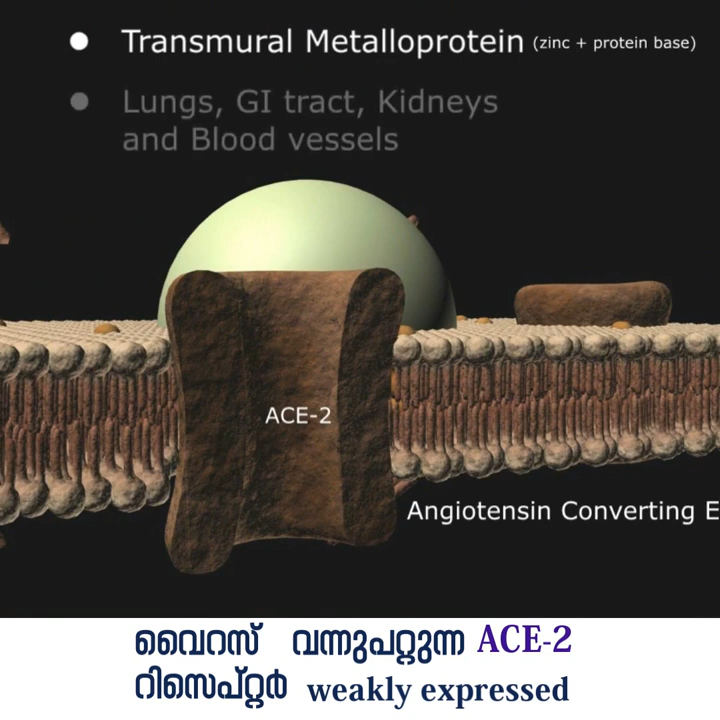 Transmural Metalloprotein (zinc + protein base)
Lungs, GI tract, Kidneys
and Blood vessels
ACE-2
Angiotensin Converting E
വൈറസ് വന്നുപറ്റുന്ന ACE-2
റിസെപ്റ്റർ weakly expressed